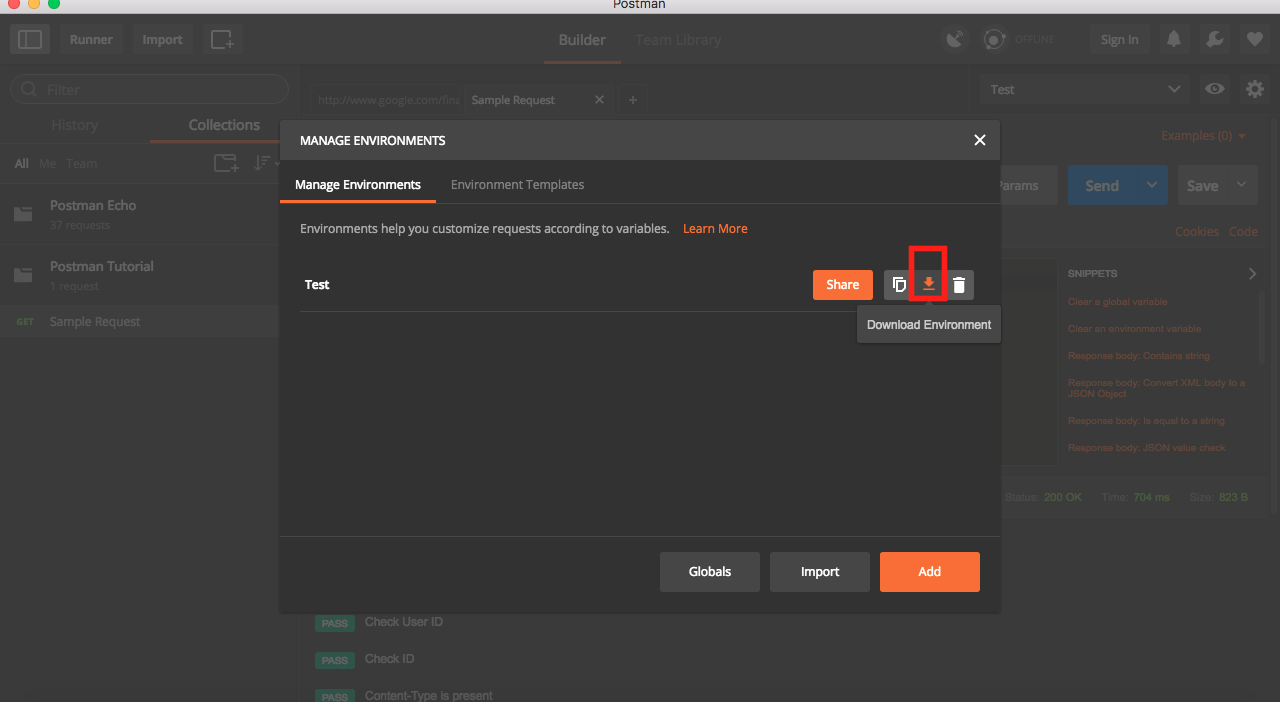 Postman
Runner
Import
Builder
Team Library
OFFLINE
Sign In
Filter
http://www.google.com/fina
Sample Request
Test
History
Collections
Examples (0)
All Me Team
Params
Send
Save
Postman Echo
37 requests
Cookies Code
Postman Tutorial
1 request
GET Sample Request
MANAGE ENVIRONMENTS
Manage Environments
Environment Templates
Environments help you customize requests according to variables. Learn More
Test
Share
Download Environment
Globals
Import
Add
SNIPPETS
Clear a global variable
Clear an environment variable
Response body: Contains string
Response body: Convert XML body to a
JSON Object
Response body: Is equal to a string
Response body: JSON value check
Status: 200 OK Time: 704 ms Size: 823 B
PASS Check User ID
PASS Check ID
PASS Content-Type is present